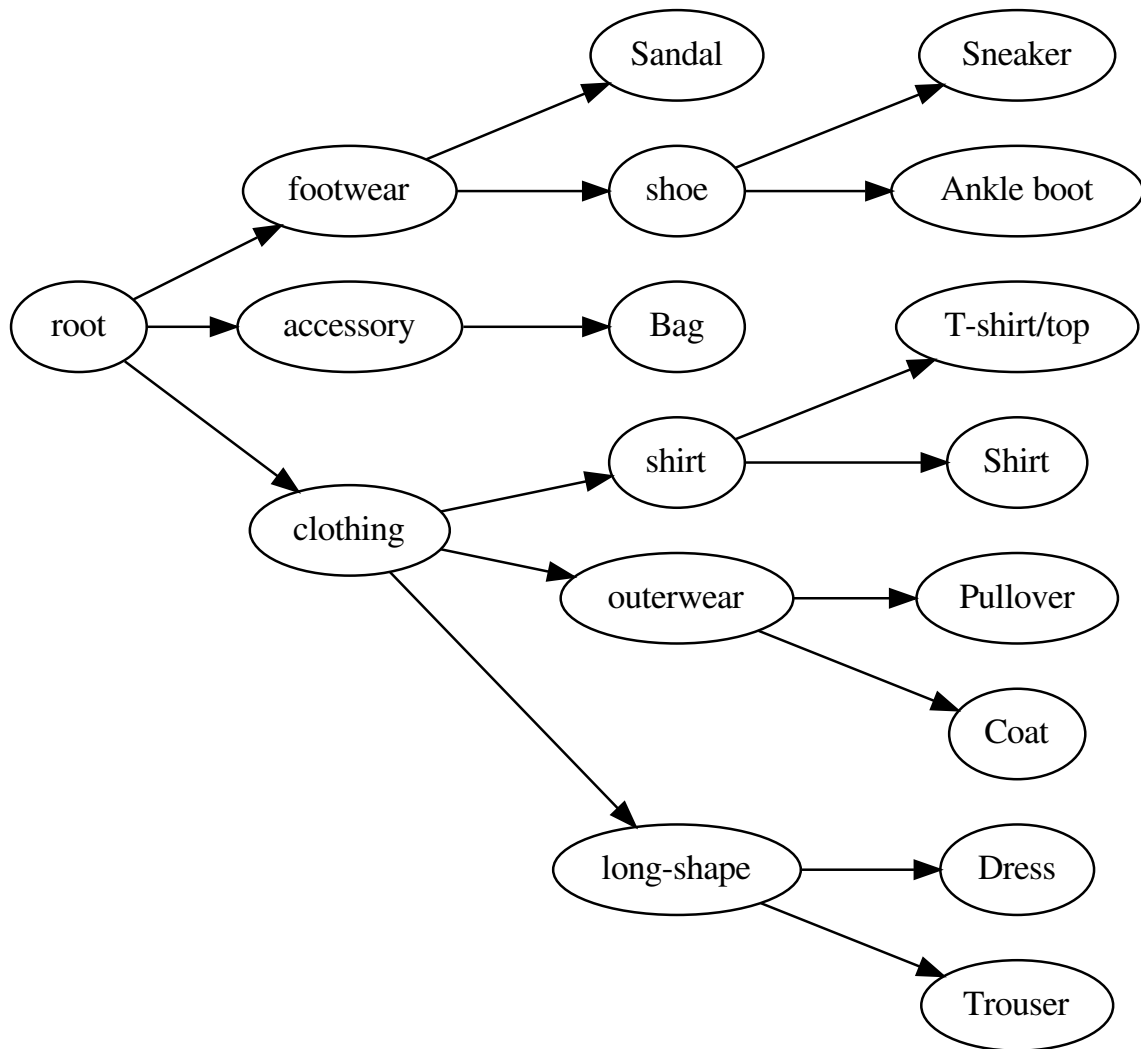 Sandal
Sneaker
footwear
shoe
Ankle boot
root
accessory
Bag
T-shirt/top
shirt
Shirt
clothing
outerwear
Pullover
Coat
long-shape
Dress
Trouser